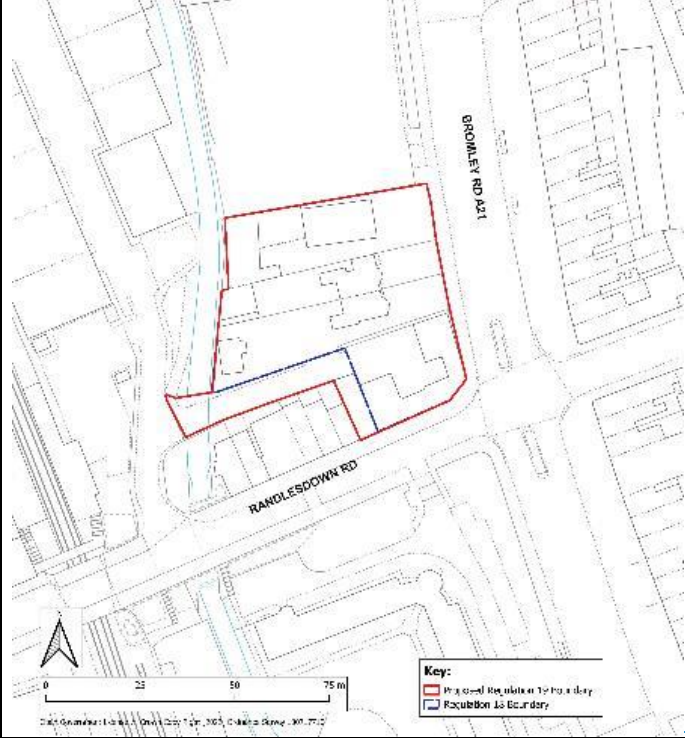 BROMLEY RD A21
RANDLESDOWN RD
0 25 50 75 m
Key:
Proposed Regulation 19 Boundary
Regulation 18 Boundary